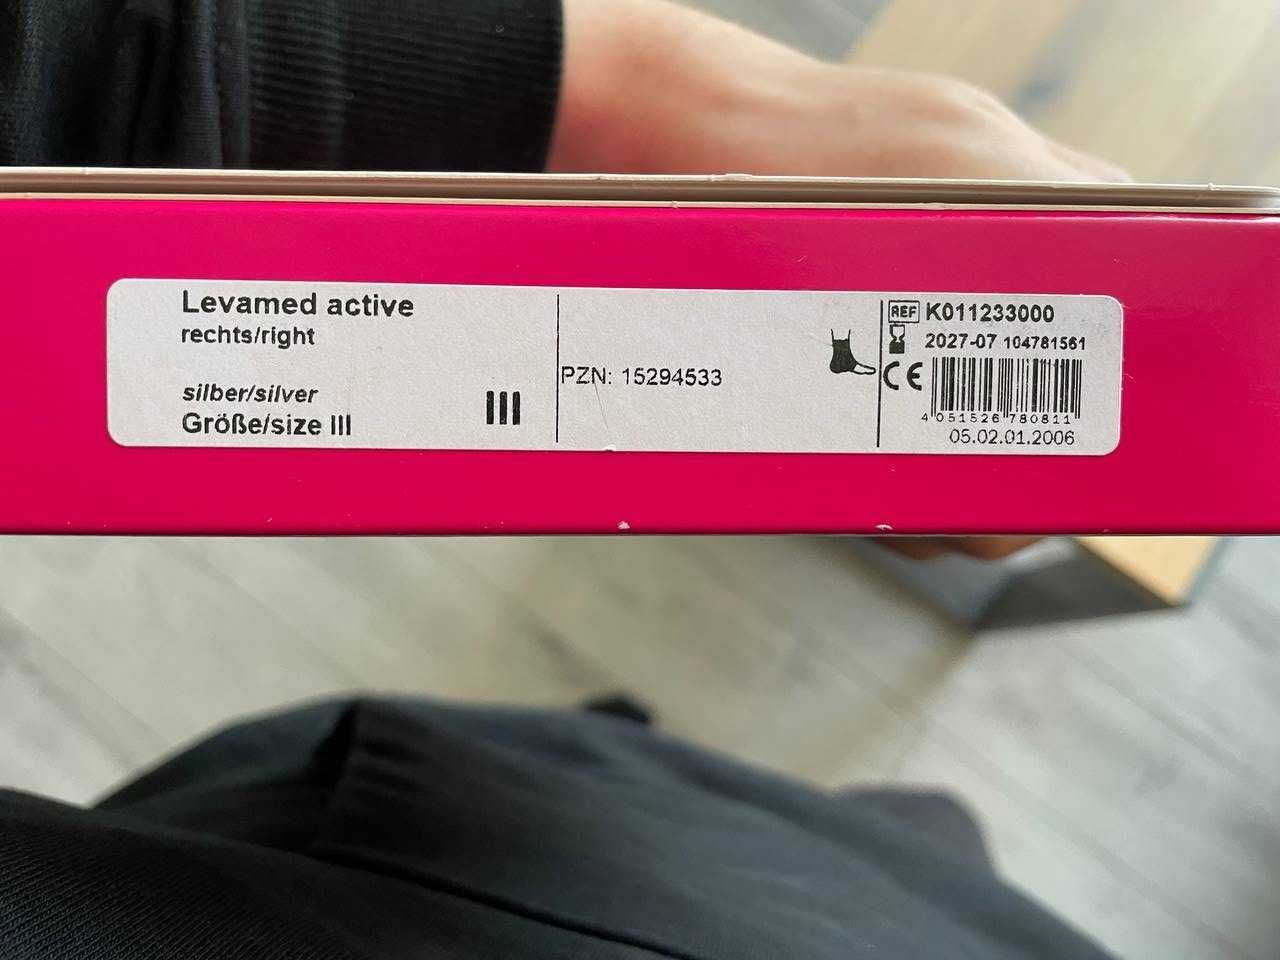 Levamed active
rechts/right
silber/silver
Größe/size III
III
PZN: 15294533
REF K011233000
2027-07 104781561
CE
4 051526 780811
05.02.01.2006